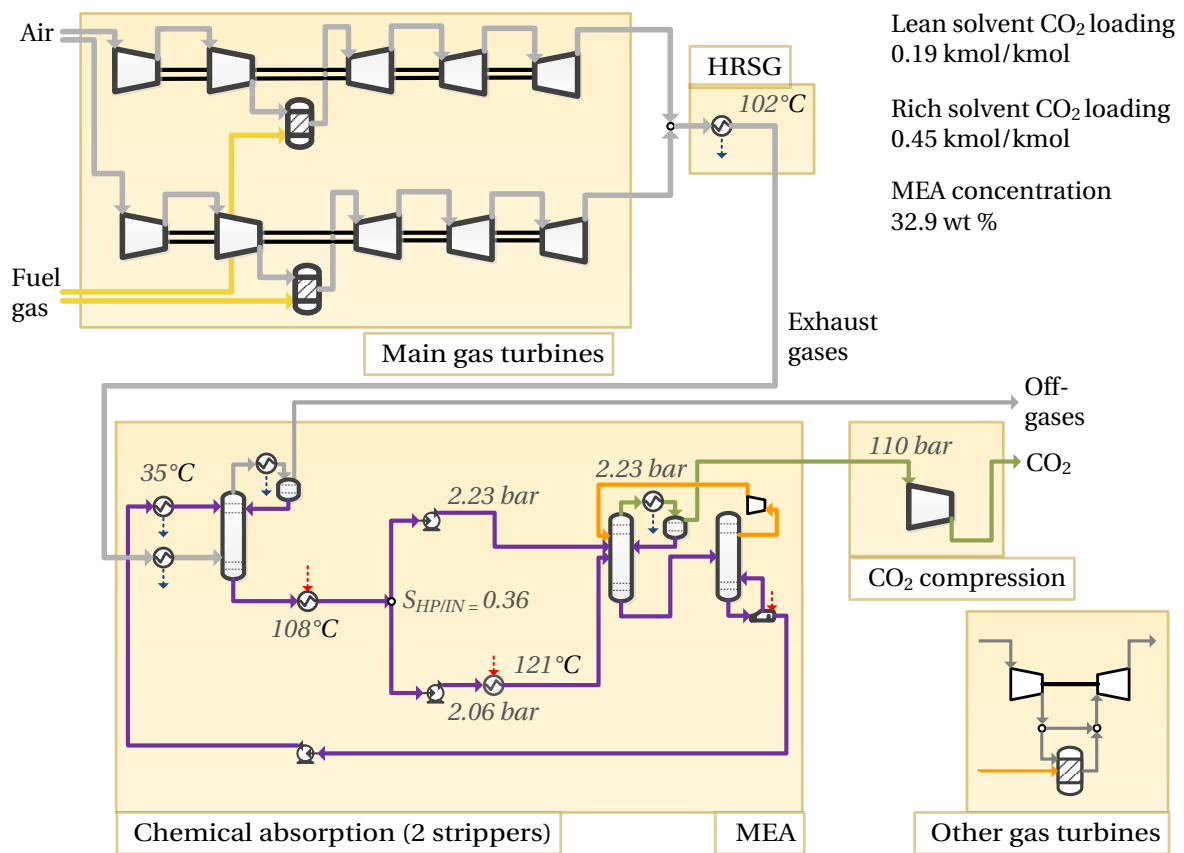 Air
Lean solvent CO₂ loading
0.19 kmol/kmol
HRSG
102°C
Rich solvent CO₂ loading
0.45 kmol/kmol
MEA concentration
32.9 wt %
Fuel
gas
Main gas turbines
Exhaust
gases
Off-
gases
35°C
2.23 bar
2.23 bar
110 bar
CO₂
S_HP/IN = 0.36
108°C
CO₂ compression
121°C
2.06 bar
Chemical absorption (2 strippers)
MEA
Other gas turbines